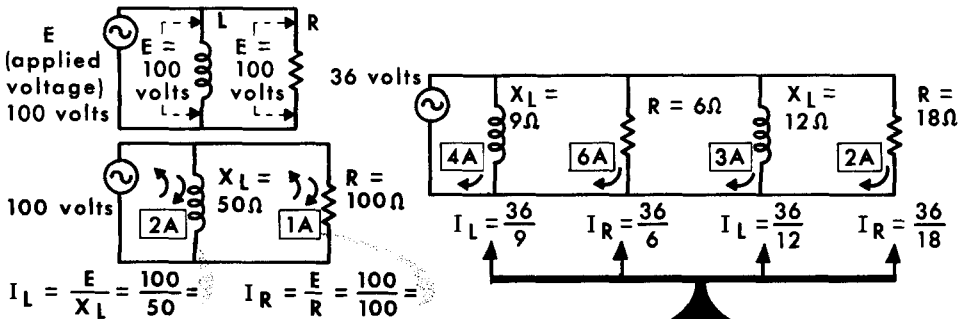 E
(applied
voltage)
100 volts
L
R
E =
100
volts
E =
100
volts
100 volts
2A
X_L =
50Ω
1A
R =
100Ω
I_L = E/X_L = 100/50 =
I_R = E/R = 100/100 =
36 volts
X_L =
9Ω
R = 6Ω
X_L =
12Ω
R =
18Ω
4A
6A
3A
2A
I_L = 36/9
I_R = 36/6
I_L = 36/12
I_R = 36/18